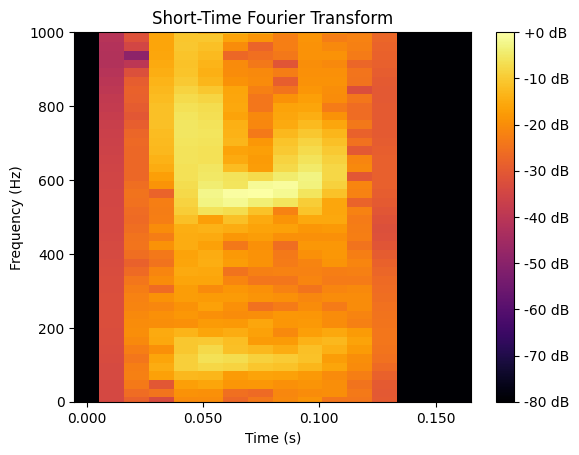 Short-Time Fourier Transform
1000
800
600
400
200
0
Frequency (Hz)
0.000
0.050
0.100
0.150
Time (s)
+0 dB
-10 dB
-20 dB
-30 dB
-40 dB
-50 dB
-60 dB
-70 dB
-80 dB